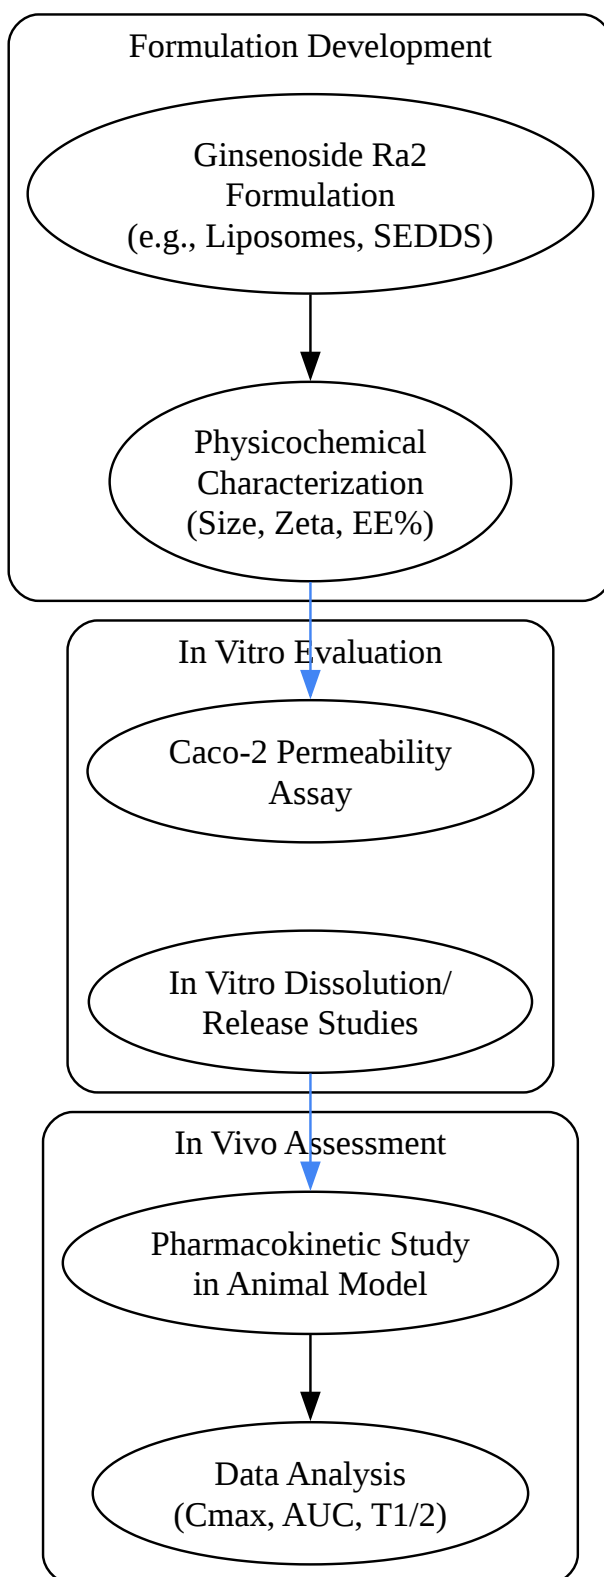 Formulation Development
Ginsenoside Ra2
Formulation
(e.g., Liposomes, SEDDS)
Physicochemical
Characterization
(Size, Zeta, EE%)
In Vitro Evaluation
Caco-2 Permeability
Assay
In Vitro Dissolution/
Release Studies
In Vivo Assessment
Pharmacokinetic Study
in Animal Model
Data Analysis
(Cmax, AUC, T1/2)